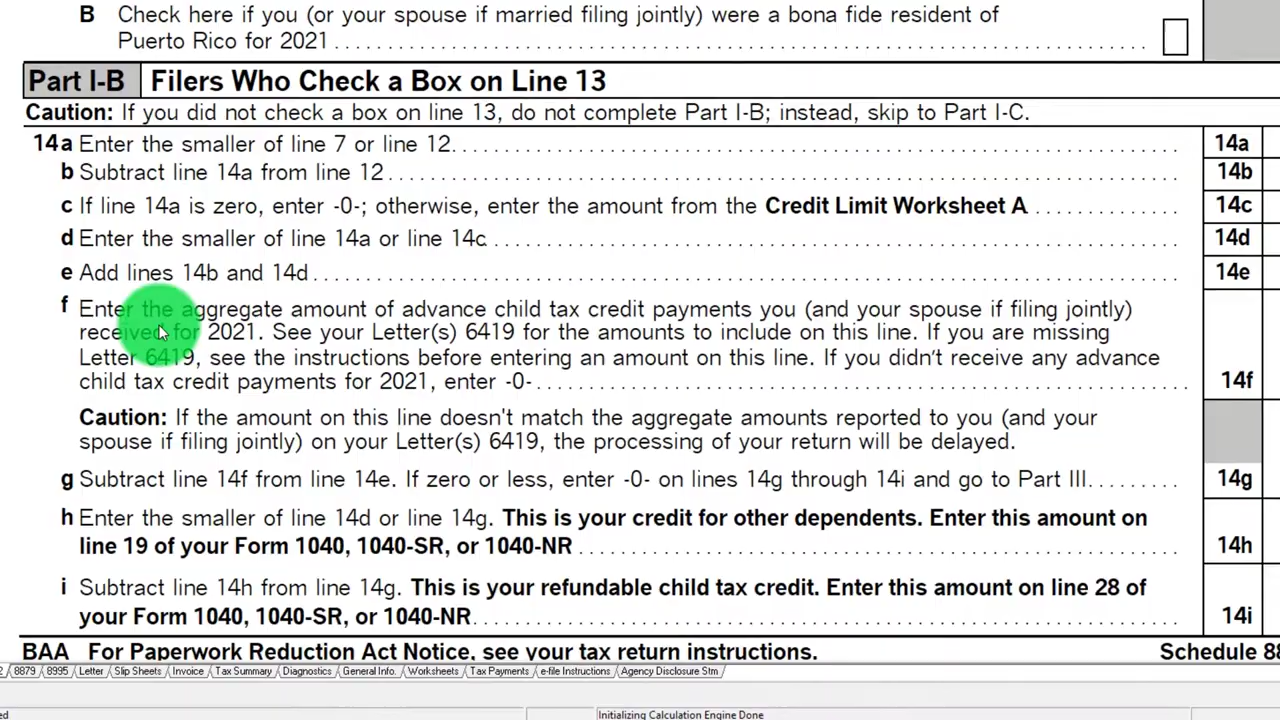 B Check here if you (or your spouse if married filing jointly) were a bona fide resident of
Puerto Rico for 2021
Part I-B Filers Who Check a Box on Line 13
Caution: If you did not check a box on line 13, do not complete Part I-B; instead, skip to Part I-C.
14a Enter the smaller of line 7 or line 12. 14a
b Subtract line 14a from line 12 14b
c If line 14a is zero, enter -0-; otherwise, enter the amount from the Credit Limit Worksheet A 14c
d Enter the smaller of line 14a or line 14c 14d
e Add lines 14b and 14d 14e
f Enter the aggregate amount of advance child tax credit payments you (and your spouse if filing jointly)
received for 2021. See your Letter(s) 6419 for the amounts to include on this line. If you are missing
Letter 6419, see the instructions before entering an amount on this line. If you didn't receive any advance
child tax credit payments for 2021, enter -0- 14f
Caution: If the amount on this line doesn't match the aggregate amounts reported to you (and your
spouse if filing jointly) on your Letter(s) 6419, the processing of your return will be delayed.
g Subtract line 14f from line 14e. If zero or less, enter -0- on lines 14g through 14i and go to Part III. 14g
h Enter the smaller of line 14d or line 14g. This is your credit for other dependents. Enter this amount on
line 19 of your Form 1040, 1040-SR, or 1040-NR 14h
i Subtract line 14h from line 14g. This is your refundable child tax credit. Enter this amount on line 28 of
your Form 1040, 1040-SR, or 1040-NR 14i
BAA For Paperwork Reduction Act Notice, see your tax return instructions. Schedule 88
2 8879 8995 Letter Slip Sheets Invoice Tax Summary Diagnostics General Info. Worksheets Tax Payments e-file Instructions Agency Disclosure Stm
ed Initializing Calculation Engine Done